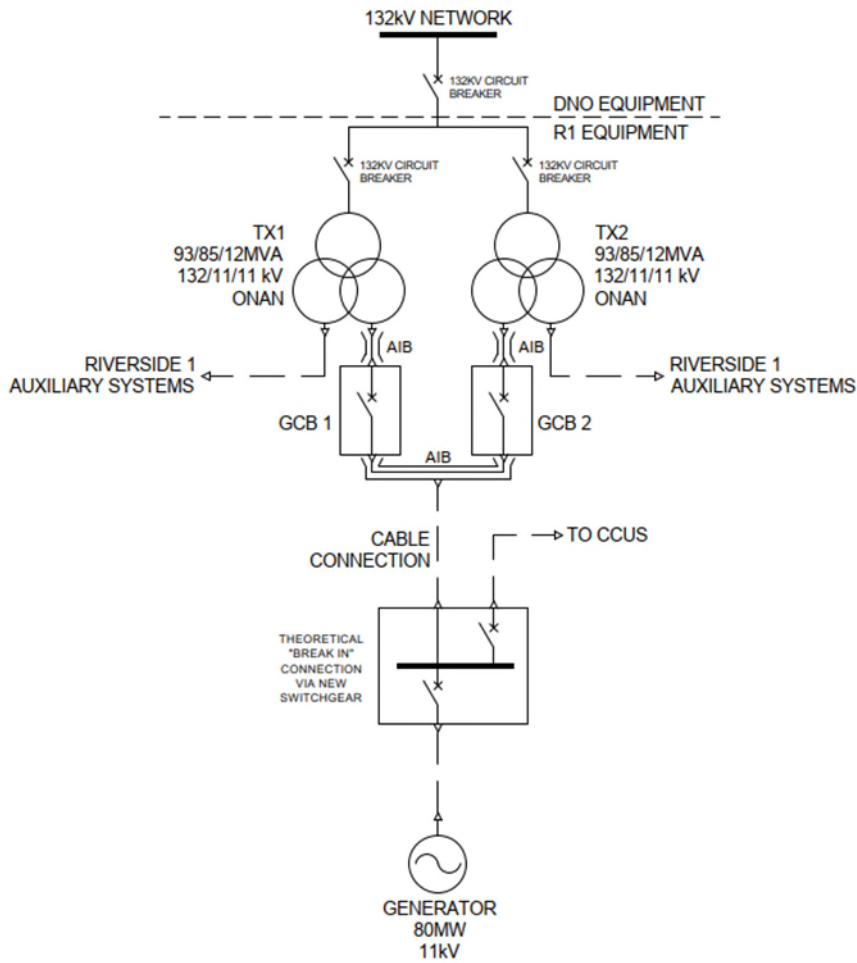 132kV NETWORK
132KV CIRCUIT
BREAKER
DNO EQUIPMENT
R1 EQUIPMENT
132KV CIRCUIT
BREAKER
132KV CIRCUIT
BREAKER
TX1
93/85/12MVA
132/11/11 kV
ONAN
TX2
93/85/12MVA
132/11/11 kV
ONAN
AIB
AIB
RIVERSIDE 1
AUXILIARY SYSTEMS
RIVERSIDE 1
AUXILIARY SYSTEMS
GCB 1
GCB 2
AIB
CABLE
CONNECTION
TO CCUS
THEORETICAL
"BREAK IN"
CONNECTION
VIA NEW
SWITCHGEAR
GENERATOR
80MW
11kV